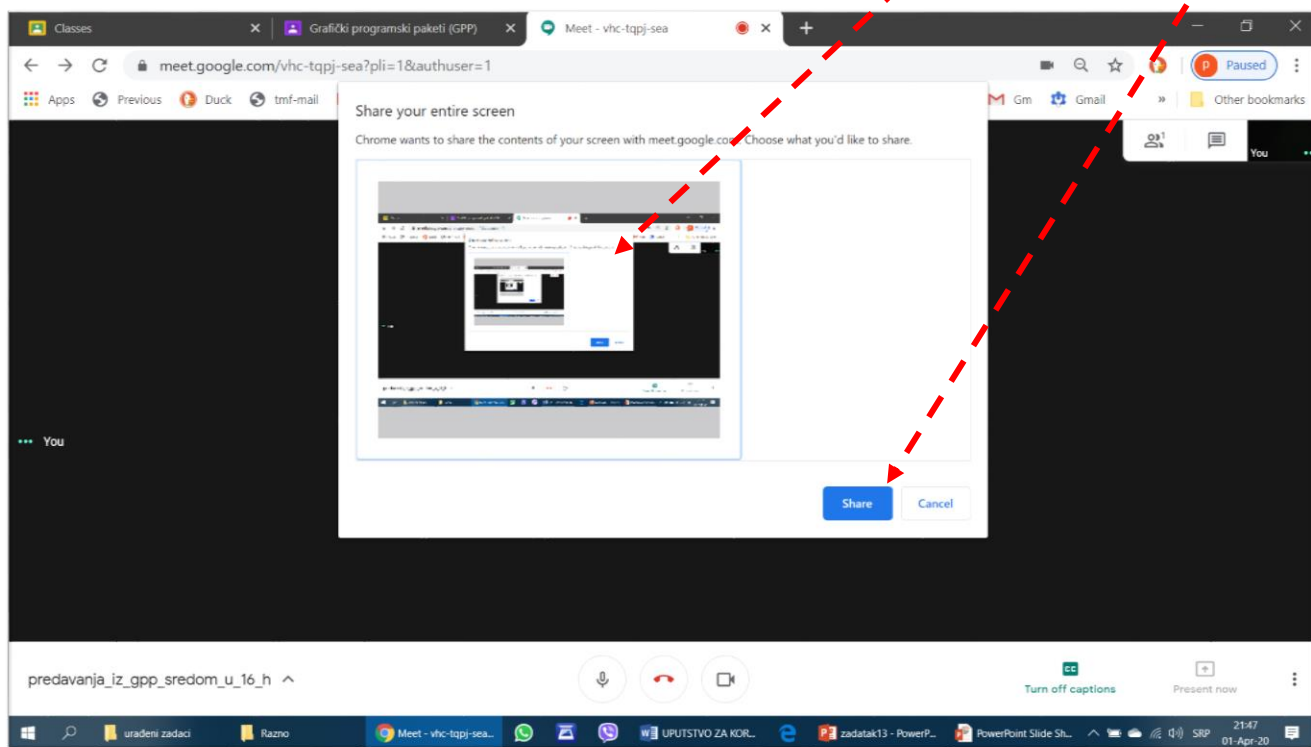 Classes
Grafički programski paketi (GPP)
Meet - vhc-tqpj-sea
meet.google.com/vhc-tqpj-sea?pli=1&authuser=1
P Paused
Apps
Previous
Duck
tmf-mail
Gm
Gmail
»
Other bookmarks
Share your entire screen
Chrome wants to share the contents of your screen with meet.google.com. Choose what you'd like to share.
1
You
You
Share
Cancel
predavanja_iz_gpp_sredom_u_16_h
CC
Turn off captions
Present now
urađeni zadaci
Razno
Meet - vhc-tqpj-sea...
UPUTSTVO ZA KOR...
zadatak13 - PowerP...
PowerPoint Slide Sh...
SRP
21:47
01-Apr-20